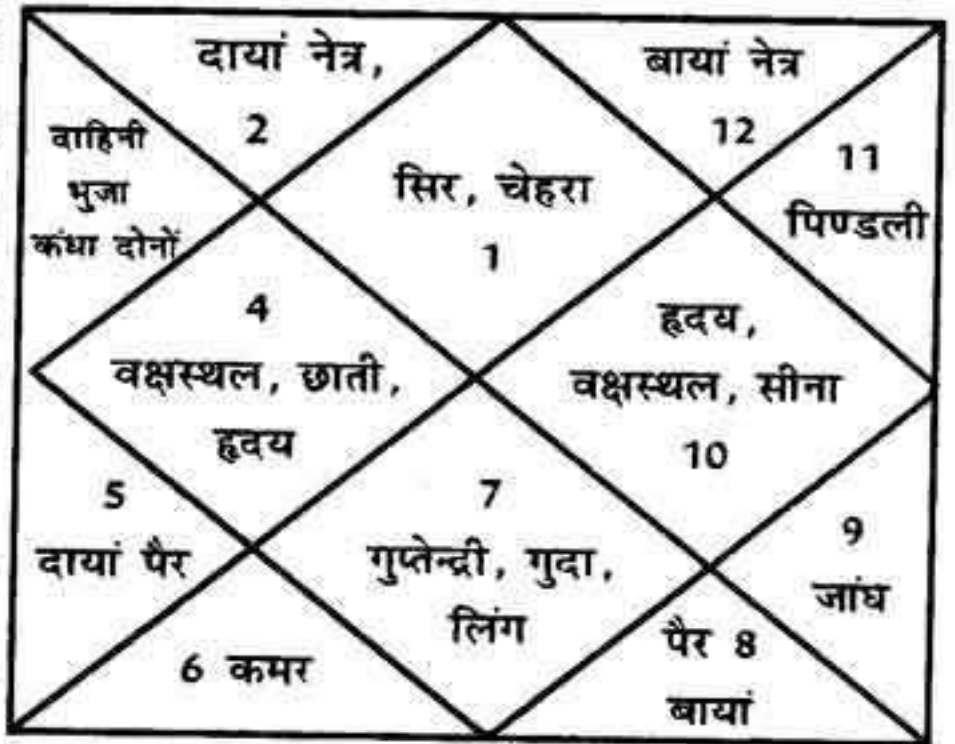 दायां नेत्र,
2
बायां नेत्र
12
दाहिनी
भुजा
कंधा दोनों
सिर, चेहरा
1
11
पिण्डली
4
वक्षस्थल, छाती,
हृदय
हृदय,
वक्षस्थल, सीना
10
5
दायां पैर
7
गुप्तेन्द्री, गुदा,
लिंग
9
जांघ
6 कमर
पैर 8
बायां